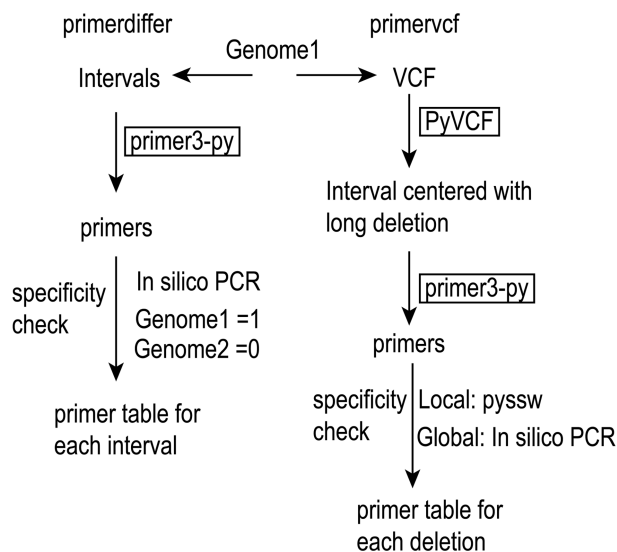 primerdiffer
primervcf
Genome1
Intervals
VCF
primer3-py
PyVCF
Interval centered with
long deletion
primers
primer3-py
specificity
check
In silico PCR
Genome1 =1
Genome2 =0
primers
primer table for
each interval
specificity
check
Local: pyssw
Global: In silico PCR
primer table for
each deletion